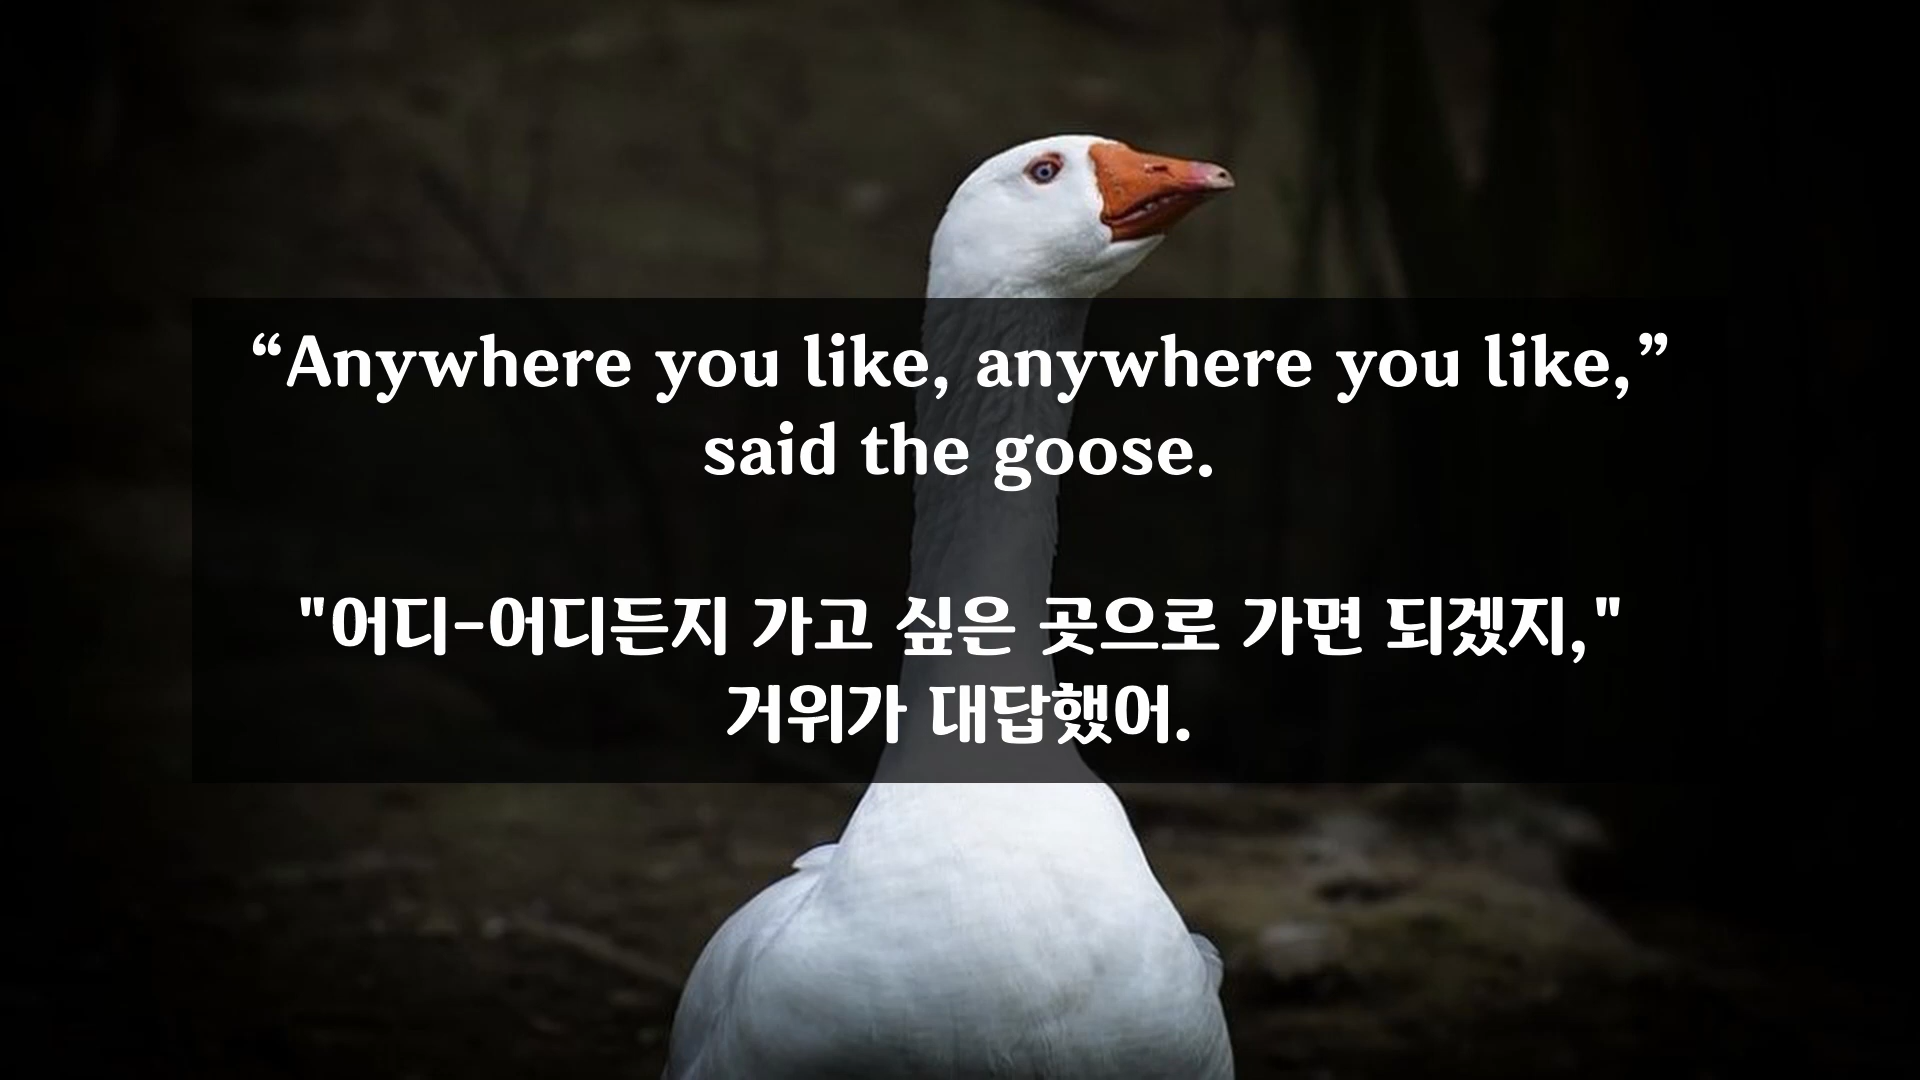 “Anywhere you like, anywhere you like,”
said the goose.
"어디-어디든지 가고 싶은 곳으로 가면 되겠지,"
거위가 대답했어.